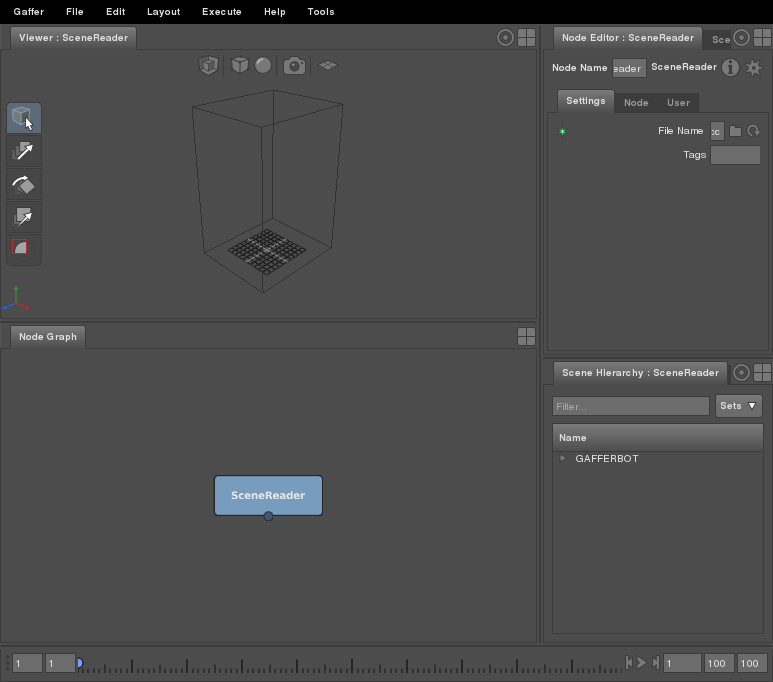 Gaffer File Edit Layout Execute Help Tools
Viewer : SceneReader
Node Editor : SceneReader Sce
Node Name eader SceneReader
Settings Node User
File Name cc
Tags
Node Graph
SceneReader
Scene Hierarchy : SceneReader
Filter... Sets
Name
GAFFERBOT
1 1 1 100 100